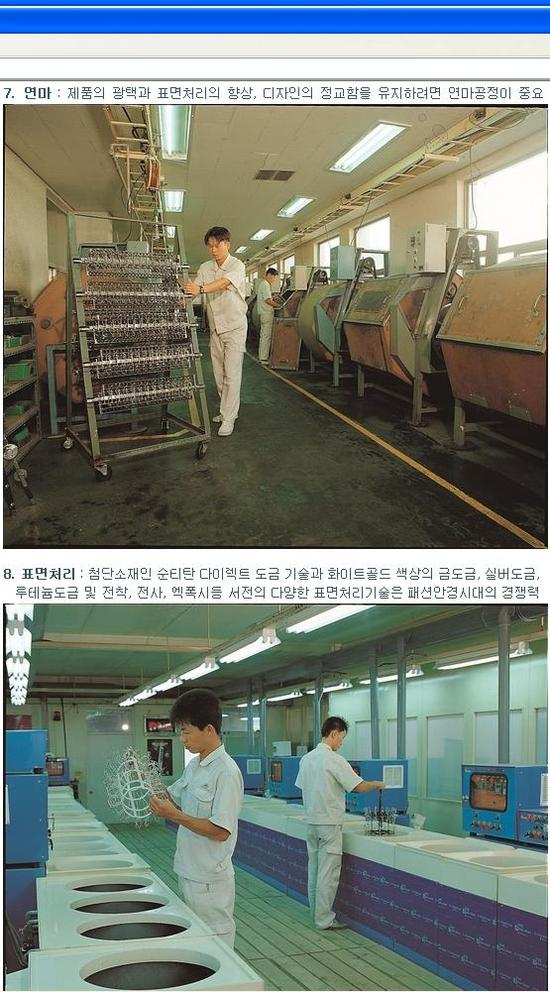 7. 연마 : 제품의 광택과 표면처리의 향상, 디자인의 정교함을 유지하려면 연마공정이 중요
8. 표면처리 : 첨단소재인 순티탄 다이렉트 도금 기술과 화이트골드 색상의 금도금, 실버도금,
루테늄도금 및 전착, 전사, 엑폭시등 서전의 다양한 표면처리기술은 패션안경시대의 경쟁력